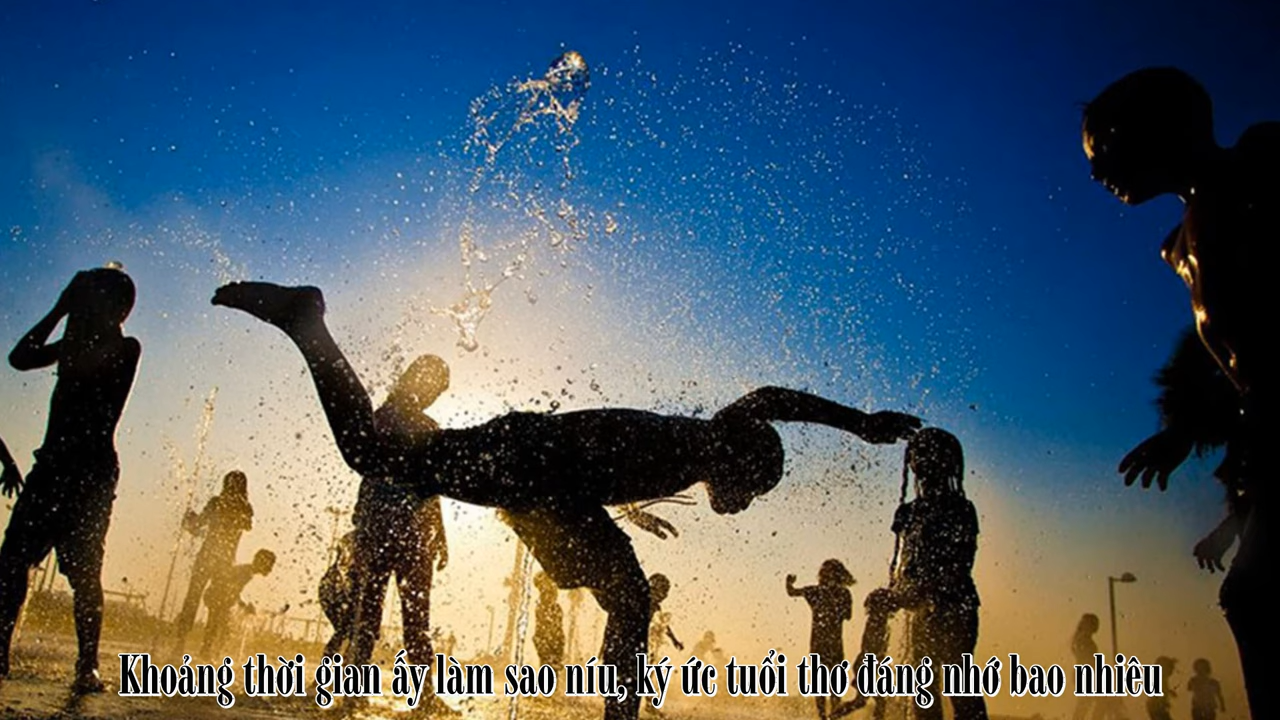 Khoảng thời gian ấy làm sao níu, ký ức tuổi thơ đáng nhớ bao nhiêu